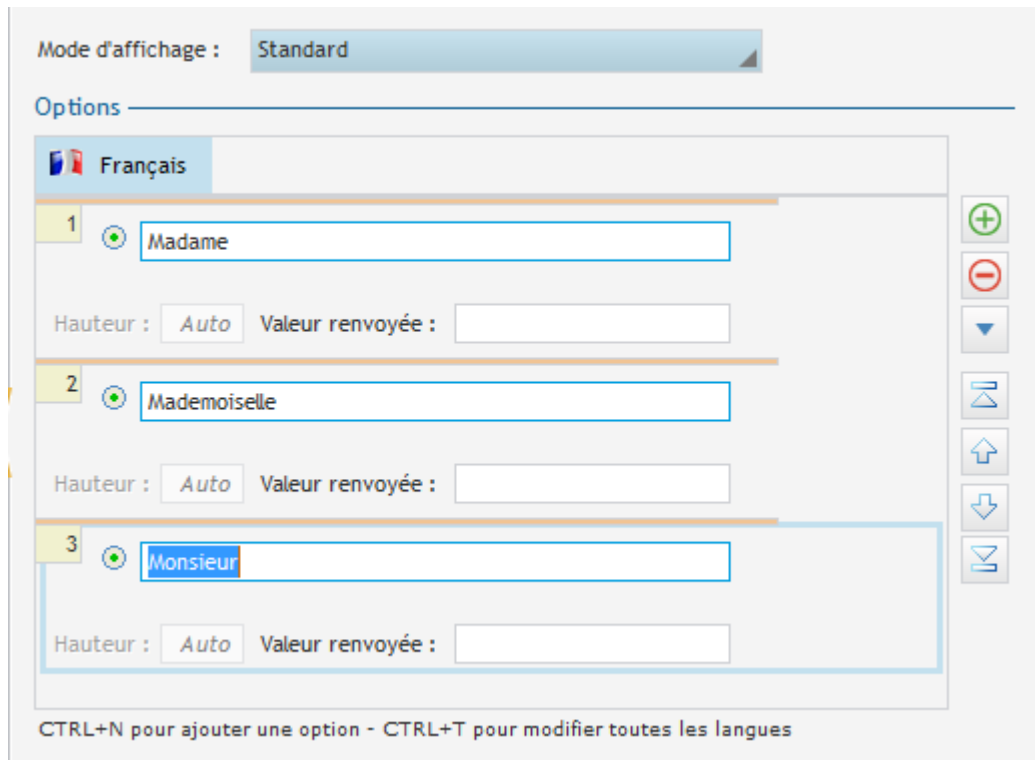 Mode d'affichage : Standard
Options
Français
1 Madame
Hauteur : Auto Valeur renvoyée :
2 Mademoiselle
Hauteur : Auto Valeur renvoyée :
3 Monsieur
Hauteur : Auto Valeur renvoyée :
CTRL+N pour ajouter une option - CTRL+T pour modifier toutes les langues